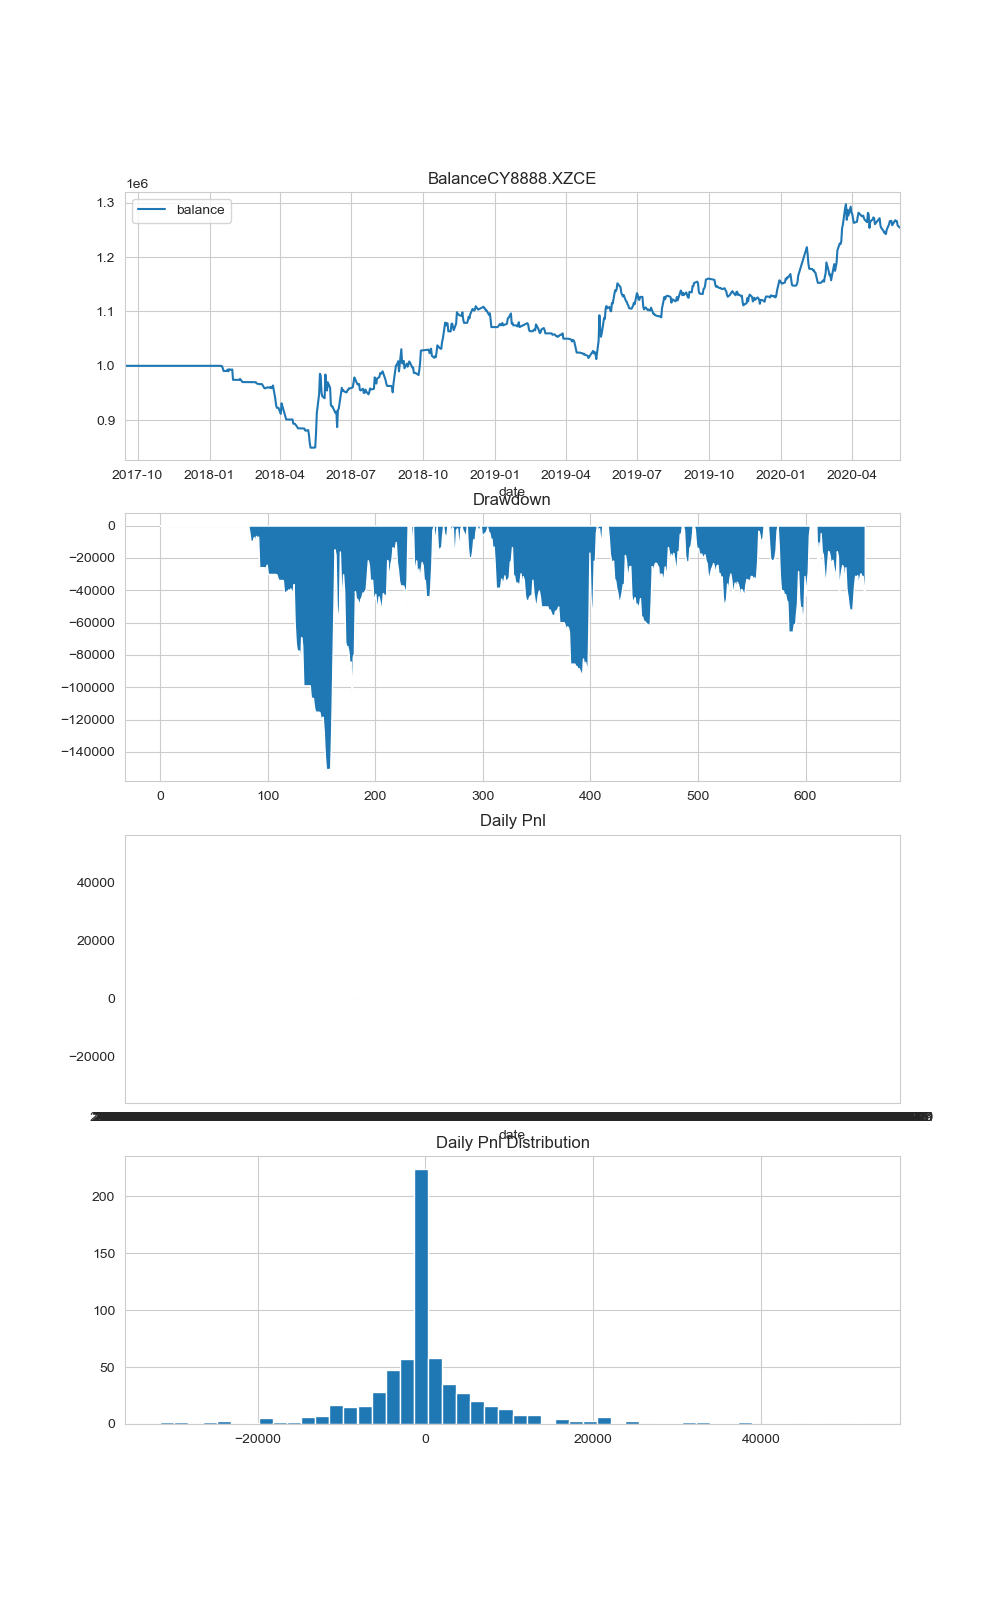 BalanceCY8888.XZCE
1e6
balance
1.3
1.2
1.1
1.0
0.9
2017-10 2018-01 2018-04 2018-07 2018-10 2019-01 2019-04 2019-07 2019-10 2020-01 2020-04
date
Drawdown
0
−20000
−40000
−60000
−80000
−100000
−120000
−140000
0 100 200 300 400 500 600
Daily Pnl
40000
20000
0
−20000
date
Daily Pnl Distribution
200
150
100
50
0
−20000 0 20000 40000